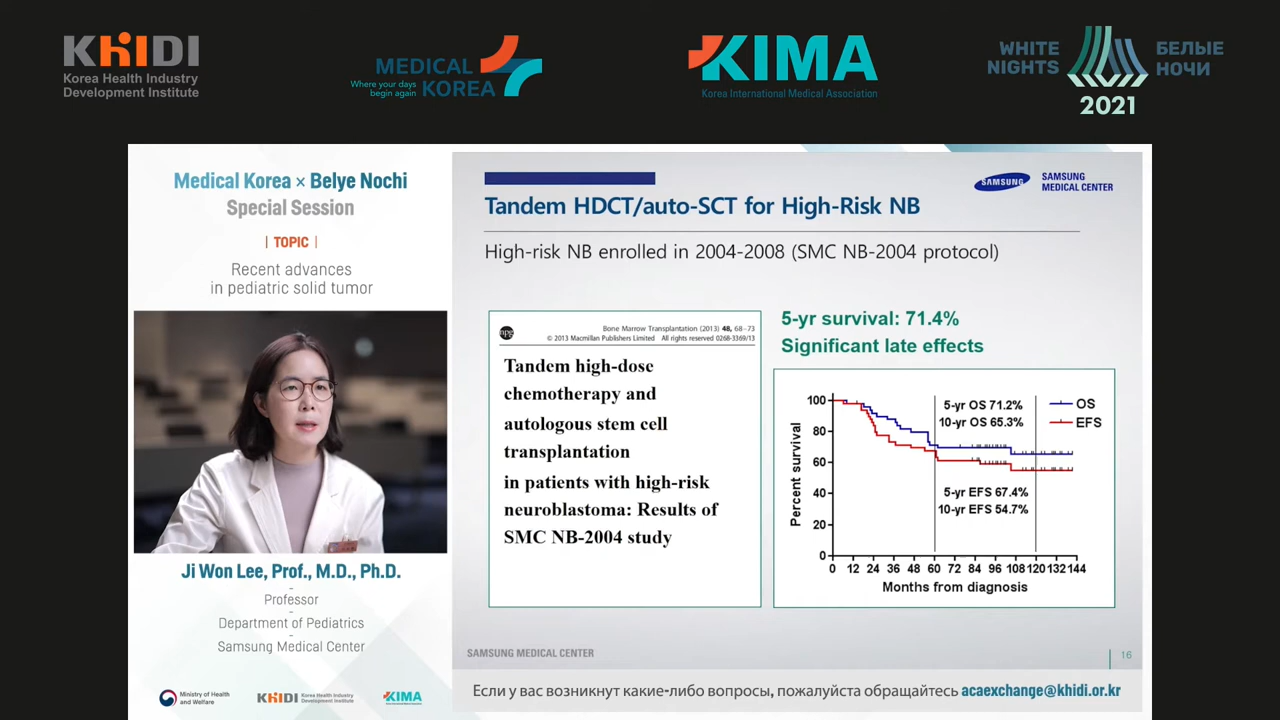 KHIDI
Korea Health Industry
Development Institute
MEDICAL
KOREA
Where your days
begin again
KIMA
Korea International Medical Association
WHITE
NIGHTS
БЕЛЫЕ
НОЧИ
2021
Medical Korea × Belye Nochi
Special Session
| TOPIC |
Recent advances
in pediatric solid tumor
Ji Won Lee, Prof., M.D., Ph.D.
-
Professor
-
Department of Pediatrics
-
Samsung Medical Center
Ministry of Health
and Welfare
KHIDI
Korea Health Industry
Development Institute
KIMA
SAMSUNG
SAMSUNG
MEDICAL CENTER
Tandem HDCT/auto-SCT for High-Risk NB
High-risk NB enrolled in 2004-2008 (SMC NB-2004 protocol)
npg
Bone Marrow Transplantation (2013) 48, 68–73
© 2013 Macmillan Publishers Limited All rights reserved 0268-3369/13
Tandem high-dose
chemotherapy and
autologous stem cell
transplantation
in patients with high-risk
neuroblastoma: Results of
SMC NB-2004 study
5-yr survival: 71.4%
Significant late effects
Percent survival
100
80
60
40
20
0
5-yr OS 71.2%
10-yr OS 65.3%
OS
EFS
5-yr EFS 67.4%
10-yr EFS 54.7%
0 12 24 36 48 60 72 84 96 108 120 132 144
Months from diagnosis
SAMSUNG MEDICAL CENTER
16
Если у вас возникнут какие-либо вопросы, пожалуйста обращайтесь acaexchange@khidi.or.kr